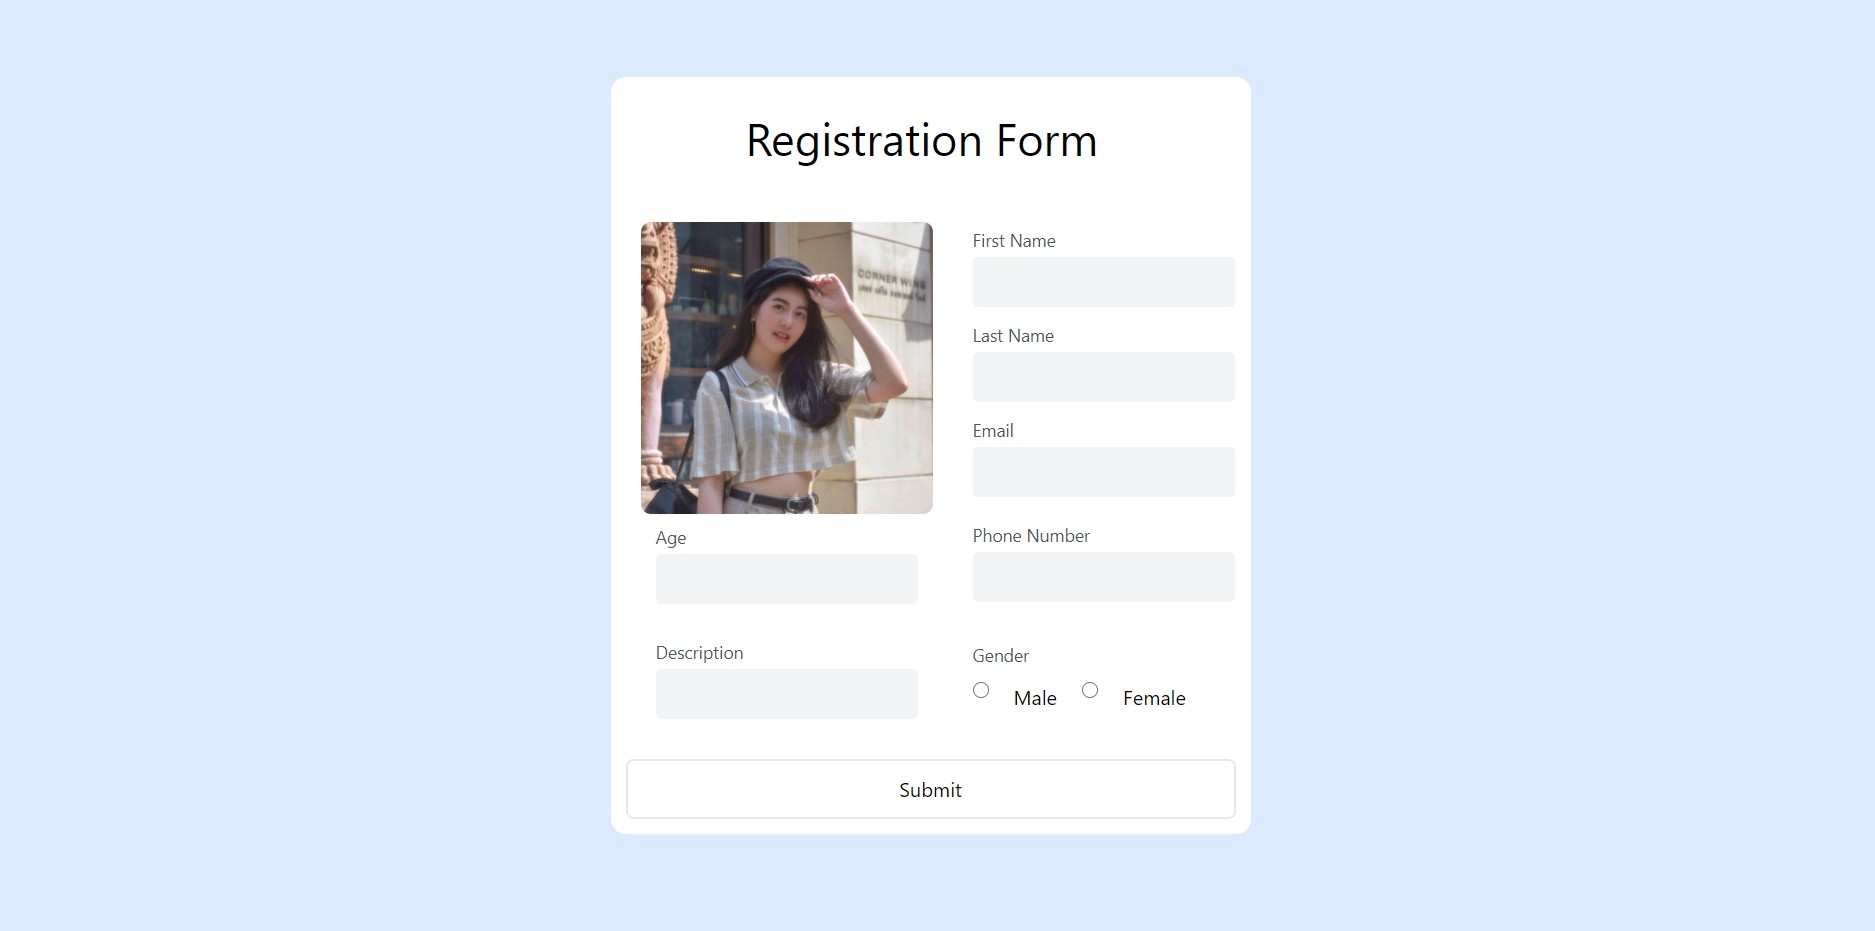 Registration Form
CORNER WINE
First Name
Last Name
Email
Age
Phone Number
Description
Gender
Male Female
Submit